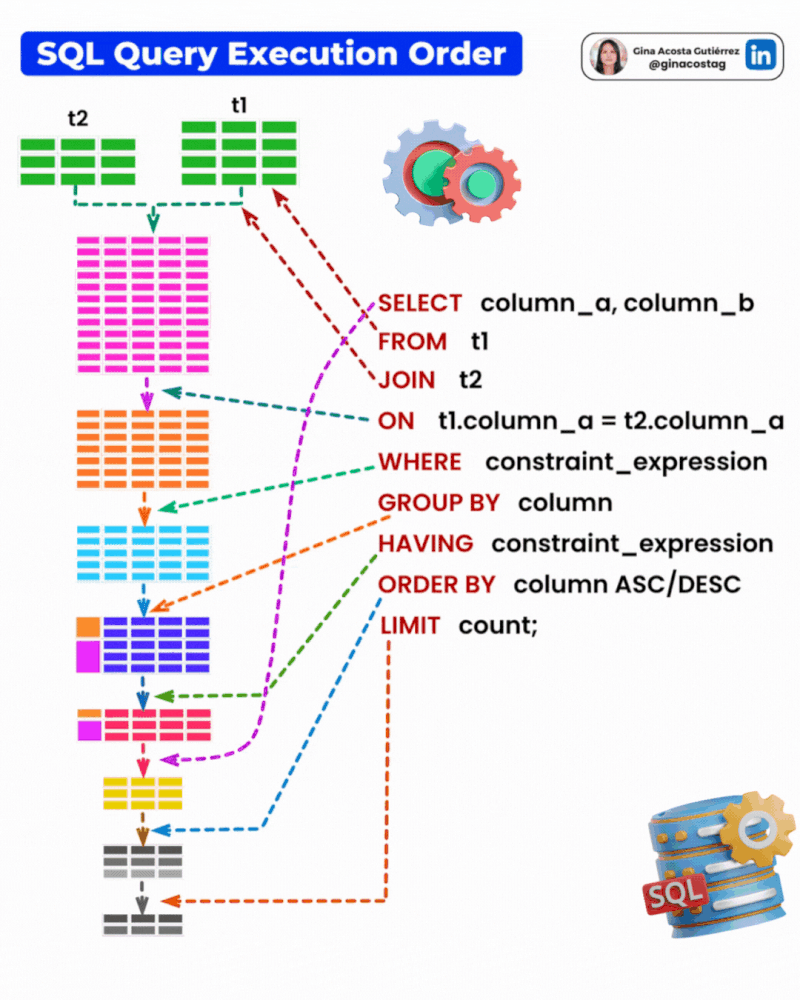 SQL Query Execution Order
Gina Acosta Gutiérrez
@ginacostag
in
t2
t1
SELECT column_a, column_b
FROM t1
JOIN t2
ON t1.column_a = t2.column_a
WHERE constraint_expression
GROUP BY column
HAVING constraint_expression
ORDER BY column ASC/DESC
LIMIT count;
SQL